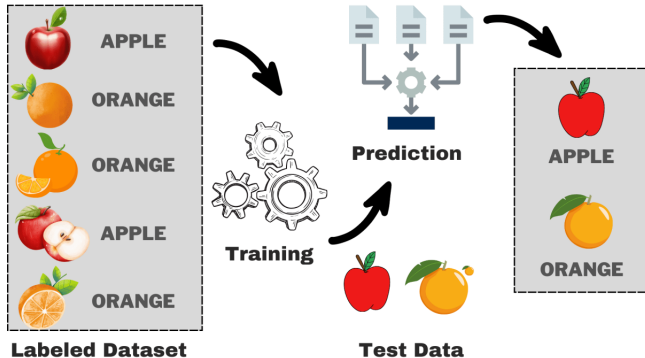 APPLE
ORANGE
ORANGE
APPLE
ORANGE
Labeled Dataset
Training
Prediction
Test Data
APPLE
ORANGE